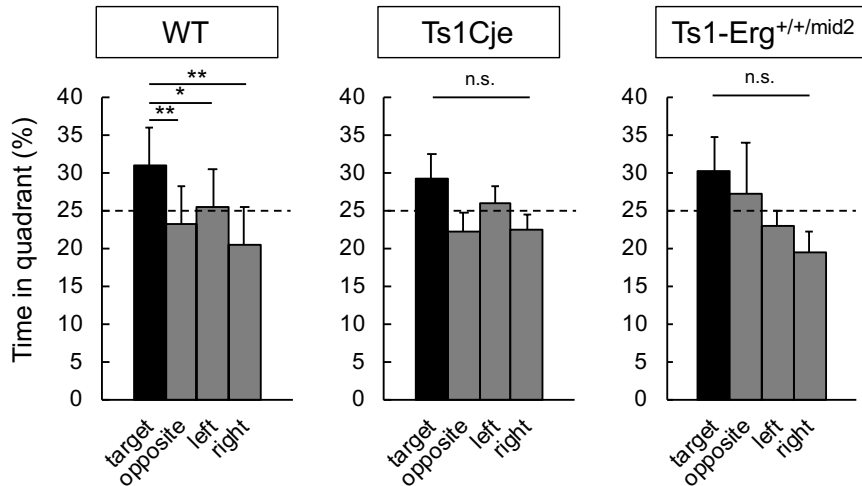 WT
Ts1Cje
Ts1-Erg+/+/mid2
**
*
**
n.s.
n.s.
Time in quadrant (%)
40
35
30
25
20
15
10
5
0
40
35
30
25
20
15
10
5
0
40
35
30
25
20
15
10
5
0
target
opposite
left
right
target
opposite
left
right
target
opposite
left
right